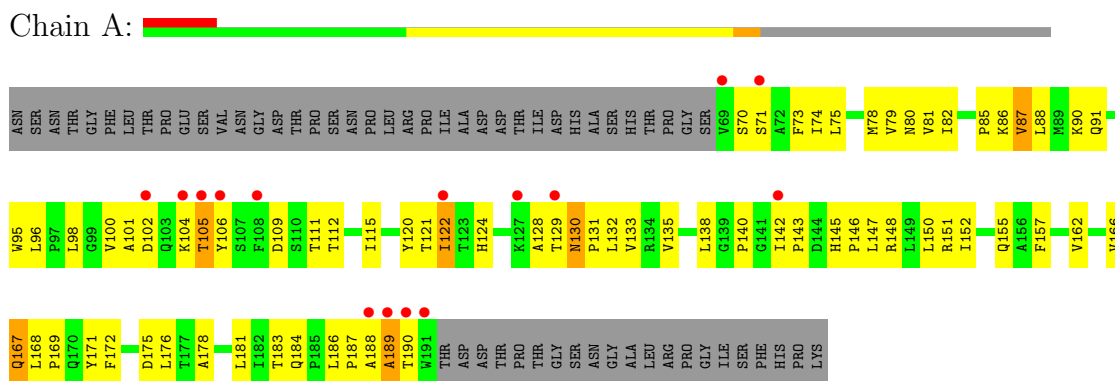 Chain A:
ASN SER ASN THR GLY PHE LEU THR PRO GLU SER VAL ASN GLY ASP THR PRO SER ASN PRO LEU ARG PRO ILE ALA ASP ASP THR ILE ASP HIS ALA SER HIS THR PRO GLY SER V69 S70 S71 A72 F73 I74 L75 M78 V79 N80 V81 I82 P85 K86 V87 L88 M89 K90 Q91
W95 L96 P97 L98 G99 V100 A101 D102 Q103 K104 T105 Y106 S107 F108 D109 S110 T111 T112 I115 Y120 T121 I122 T123 H124 K127 A128 T129 N130 P131 L132 V133 R134 V135 L138 G139 P140 G141 I142 P143 D144 H145 P146 L147 R148 L149 L150 R151 I152 Q155 A156 F157 V162 V166
Q167 L168 P169 Q170 Y171 F172 D175 L176 T177 A178 L181 I182 T183 Q184 P185 L186 P187 A188 A189 T190 W191 THR ASP ASP THR PRO THR GLY SER ASN GLY ALA LEU ARG PRO GLY ILE SER PHE HIS PRO LYS